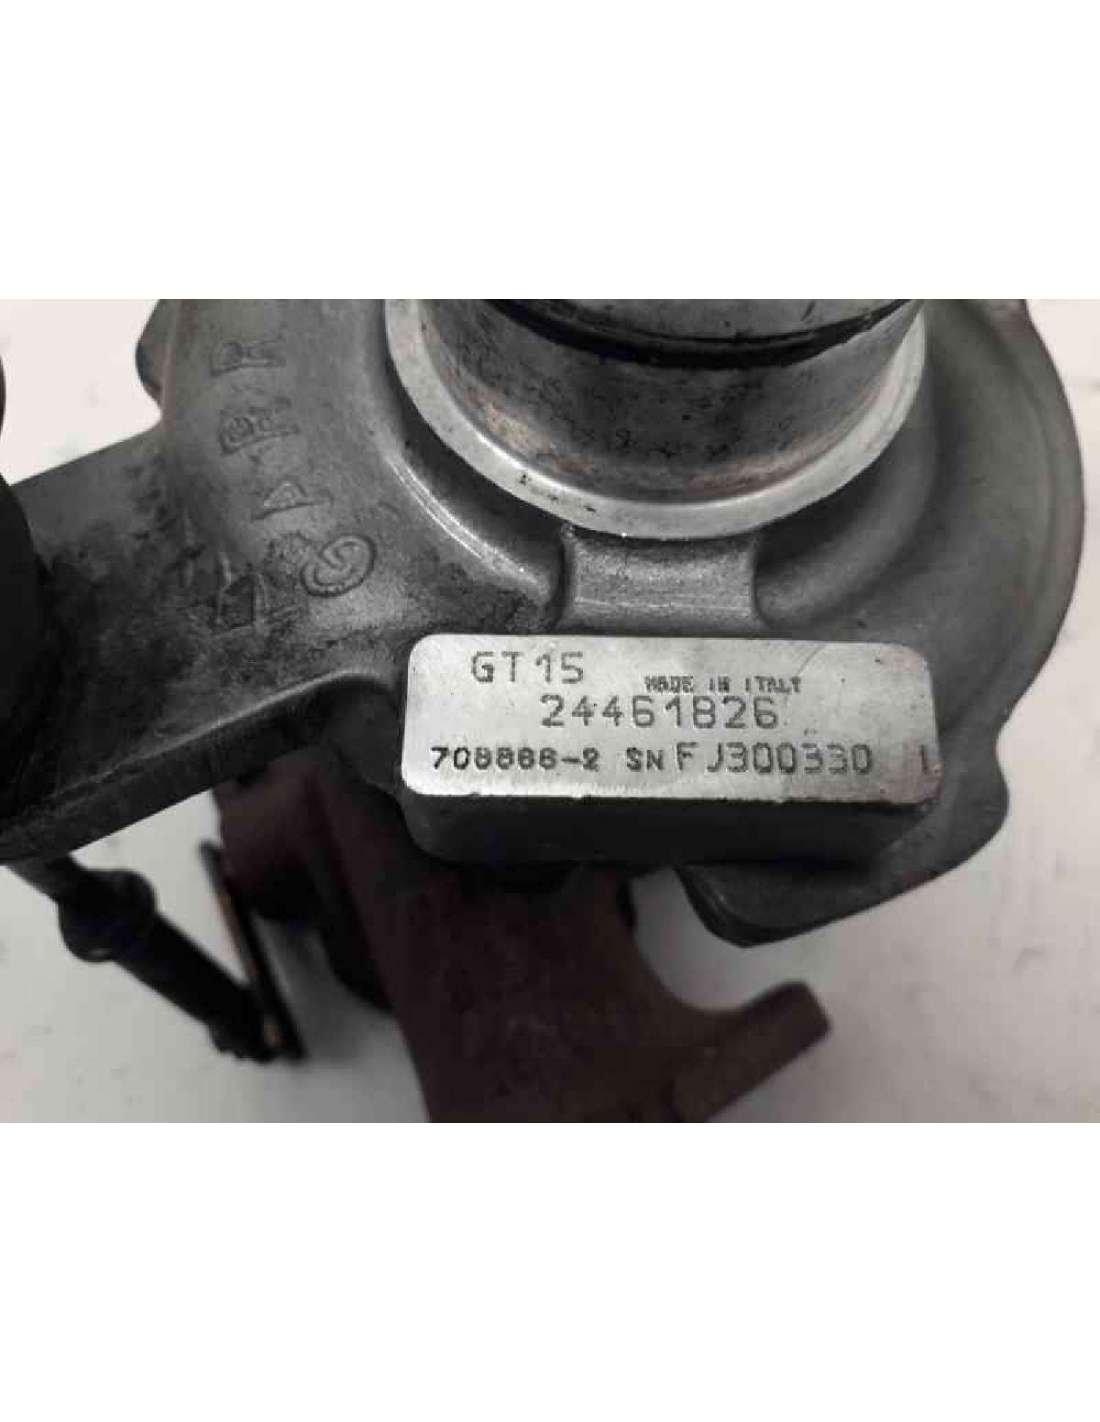 GT15
MADE IN ITALY
24461826
708866-2 SN FJ300330